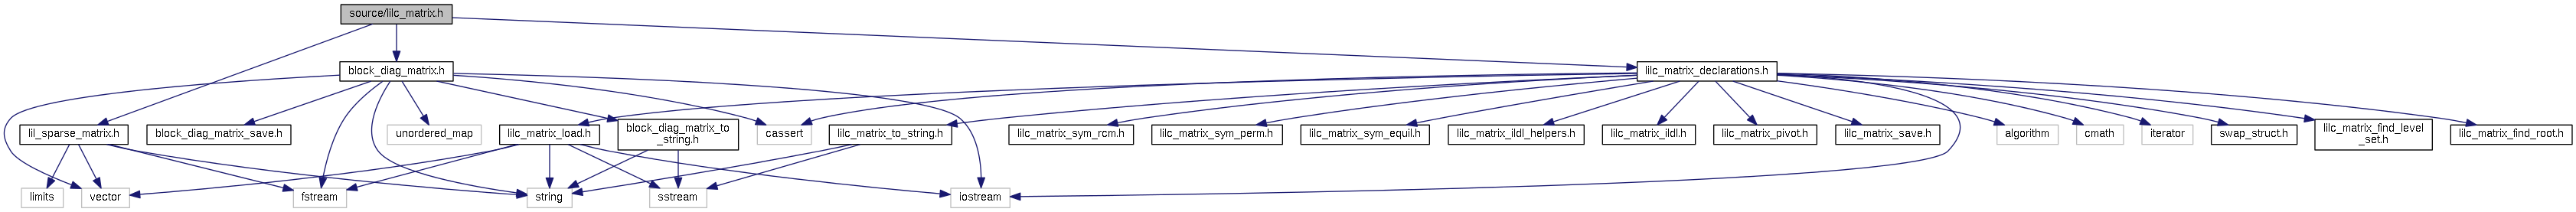 source/lilc_matrix.h
block_diag_matrix.h
lilc_matrix_declarations.h
lil_sparse_matrix.h
block_diag_matrix_save.h
unordered_map
lilc_matrix_load.h
block_diag_matrix_to
_string.h
cassert
lilc_matrix_to_string.h
lilc_matrix_sym_rcm.h
lilc_matrix_sym_perm.h
lilc_matrix_sym_equil.h
lilc_matrix_ildl_helpers.h
lilc_matrix_ildl.h
lilc_matrix_pivot.h
lilc_matrix_save.h
algorithm
cmath
iterator
swap_struct.h
lilc_matrix_find_level
_set.h
lilc_matrix_find_root.h
limits
vector
fstream
string
sstream
iostream